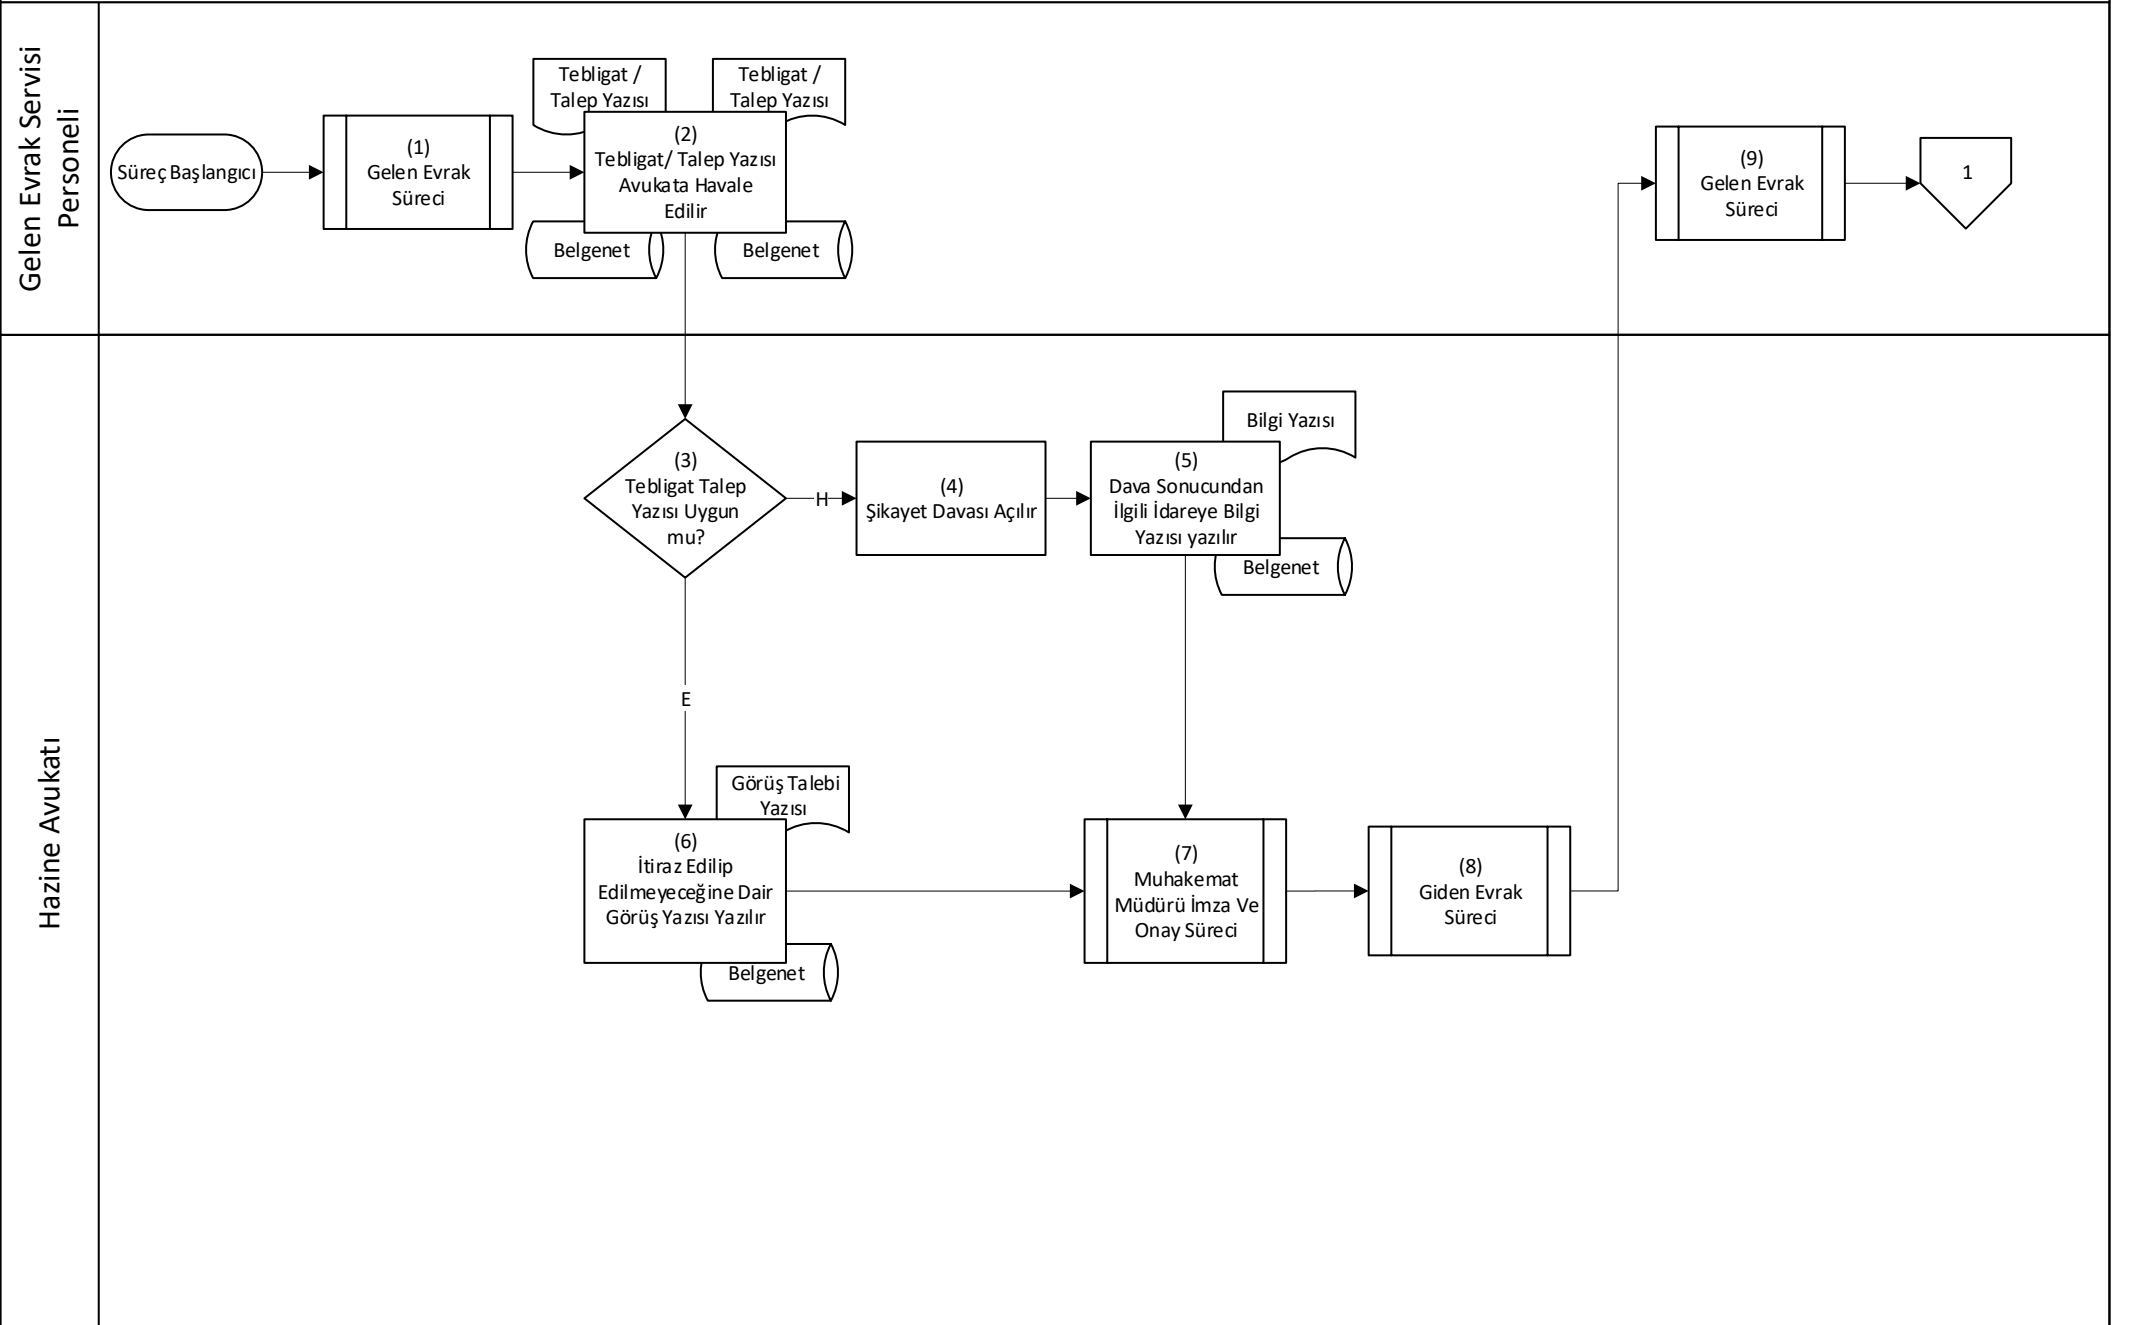 Gelen Evrak Servisi
Personeli
Süreç Başlangıcı
(1)
Gelen Evrak
Süreci
Tebligat /
Talep Yazısı
Tebligat /
Talep Yazısı
(2)
Tebligat/ Talep Yazısı
Avukata Havale
Edilir
Belgenet
Belgenet
(9)
Gelen Evrak
Süreci
1
Hazine Avukatı
(3)
Tebligat Talep
Yazısı Uygun
mu?
H
(4)
Şikayet Davası Açılır
Bilgi Yazısı
(5)
Dava Sonucundan
İlgili İdareye Bilgi
Yazısı yazılır
Belgenet
E
Görüş Talebi
Yazısı
(6)
İtiraz Edilip
Edilmeyeceğine Dair
Görüş Yazısı Yazılır
Belgenet
(7)
Muhakemat
Müdürü İmza Ve
Onay Süreci
(8)
Giden Evrak
Süreci